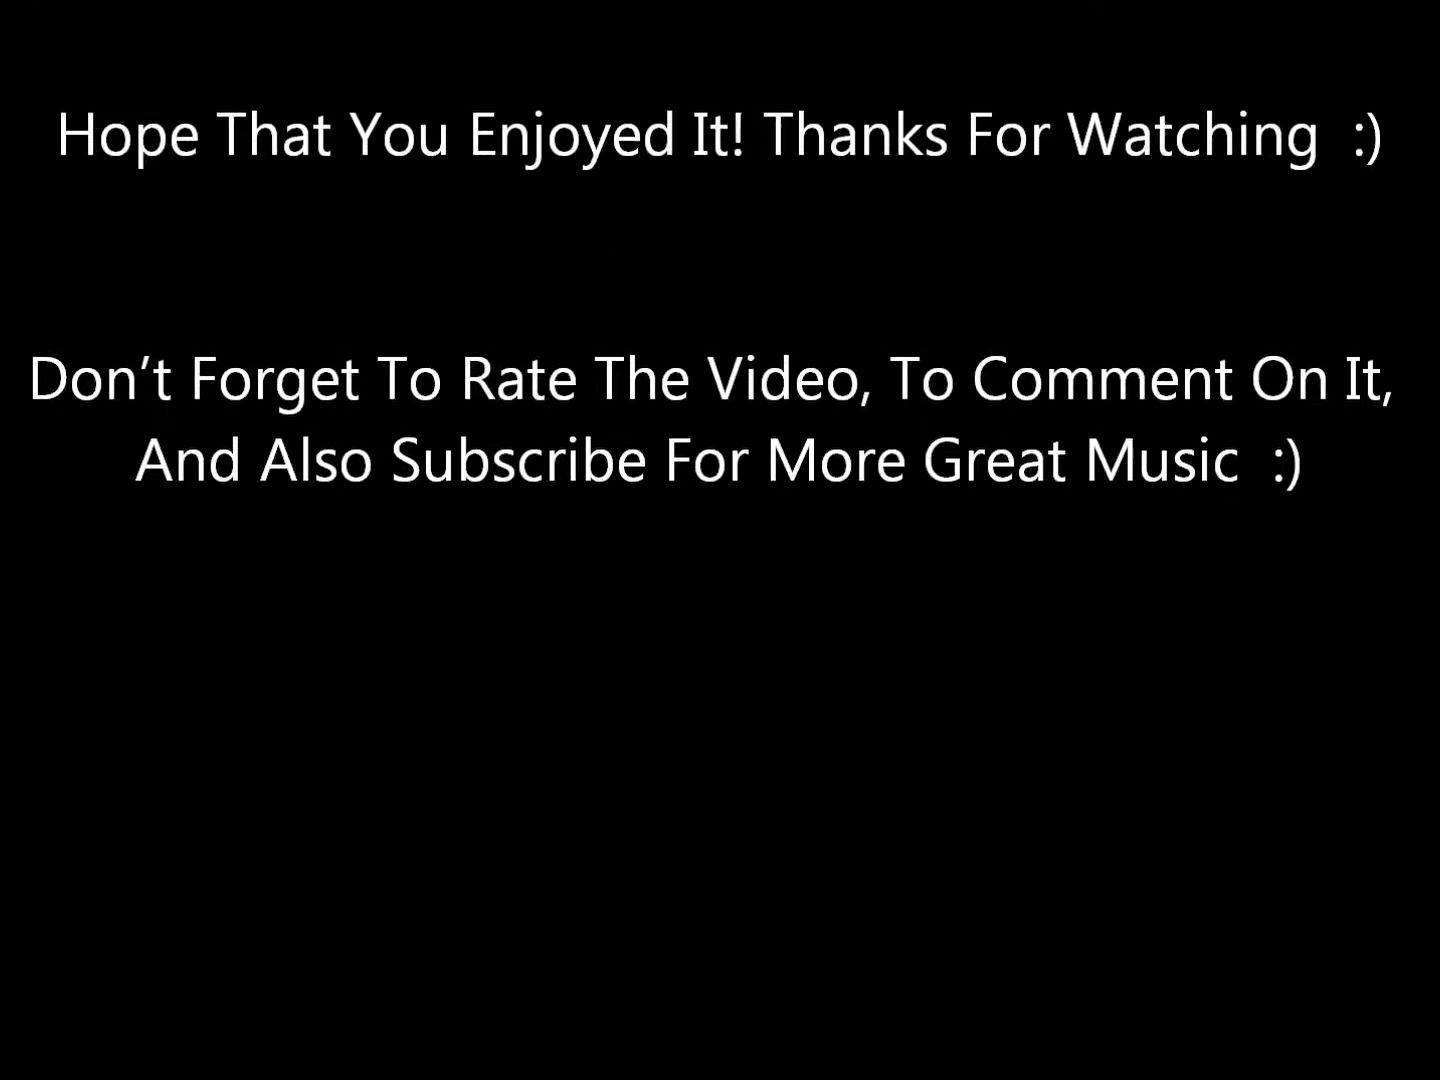 Hope That You Enjoyed It! Thanks For Watching  :)
Don’t Forget To Rate The Video, To Comment On It,
And Also Subscribe For More Great Music  :)